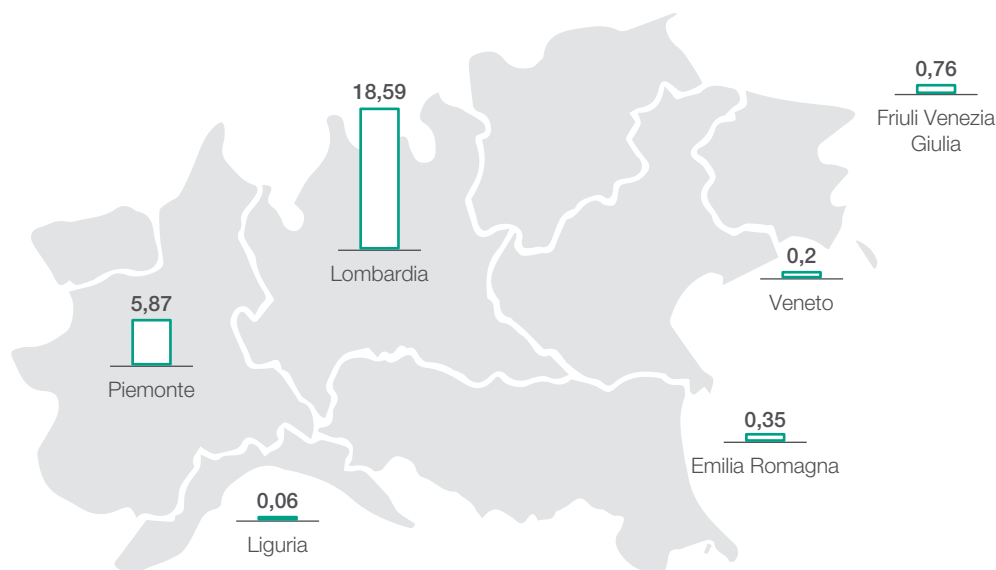 0,76
Friuli Venezia
Giulia
18,59
Lombardia
0,2
Veneto
5,87
Piemonte
0,35
Emilia Romagna
0,06
Liguria